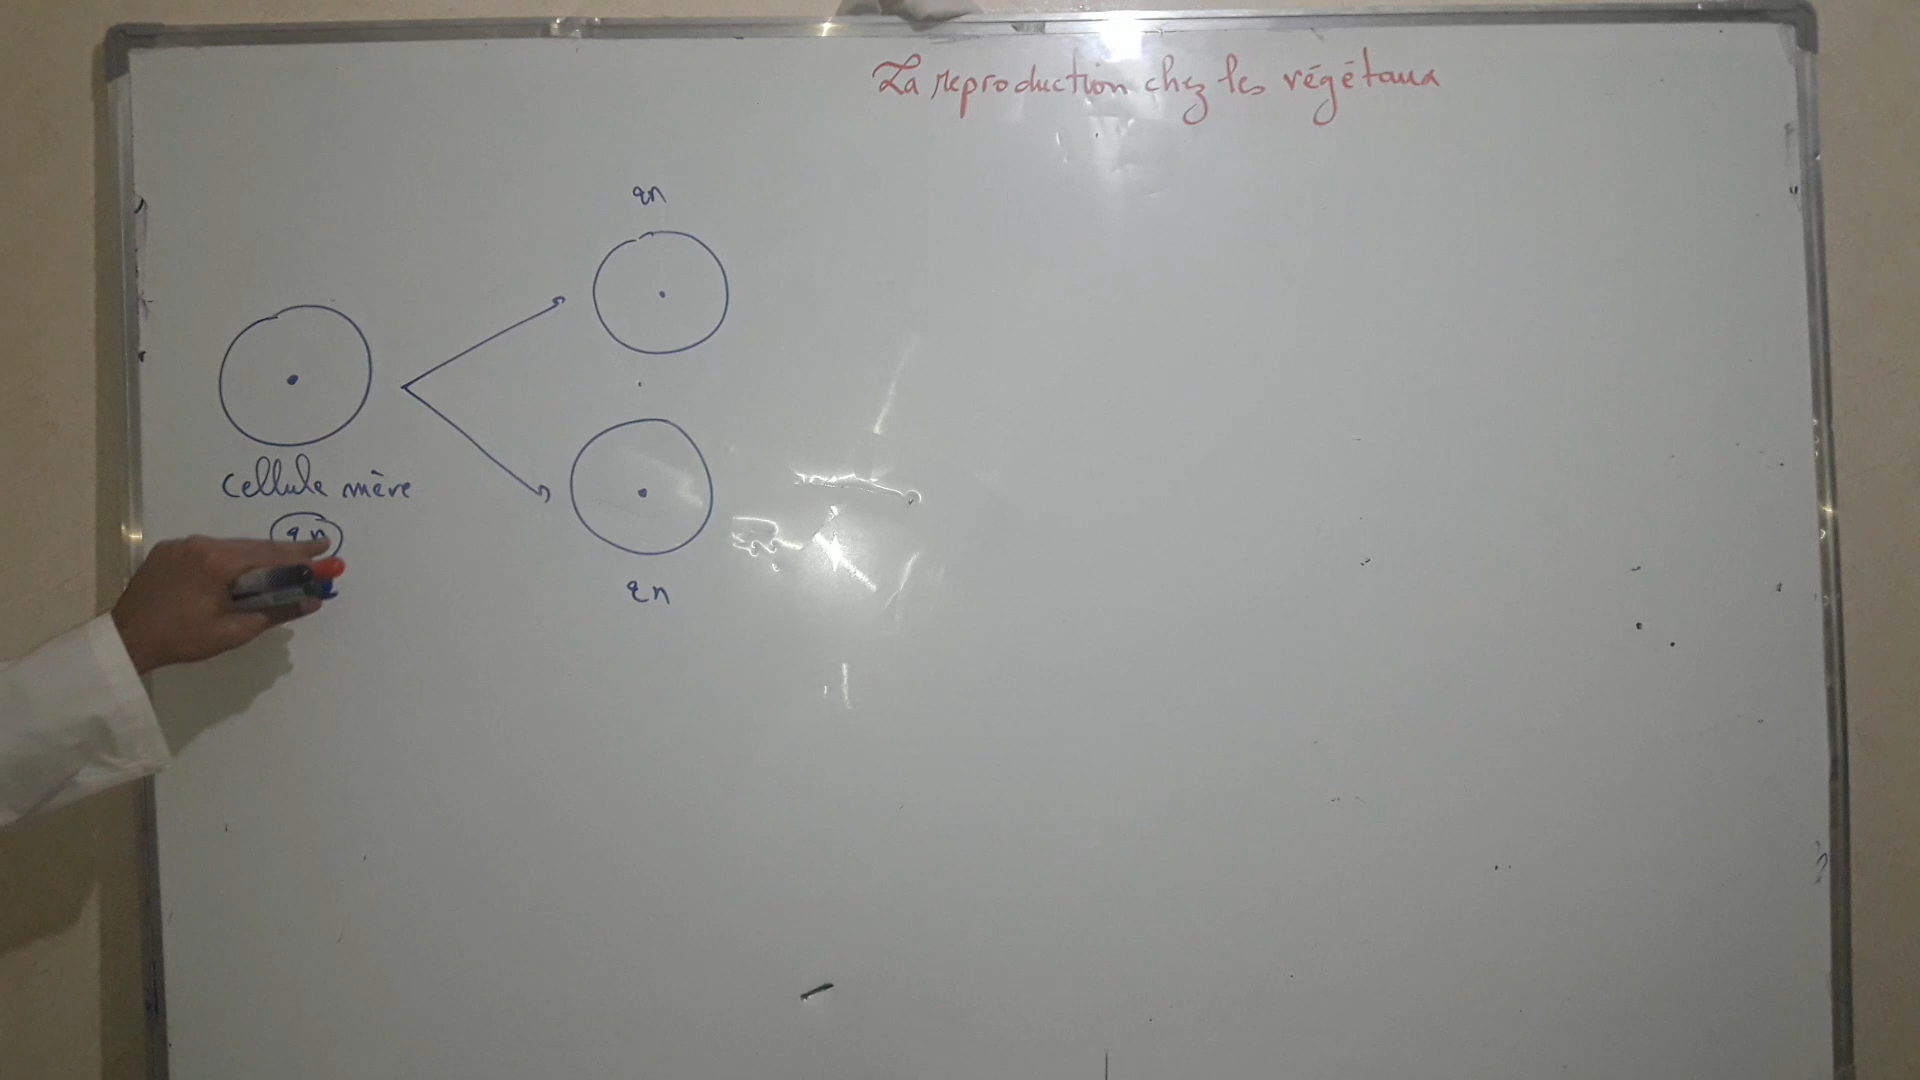 La reproduction chez les végétaux
2n
cellule mère
2n
2n